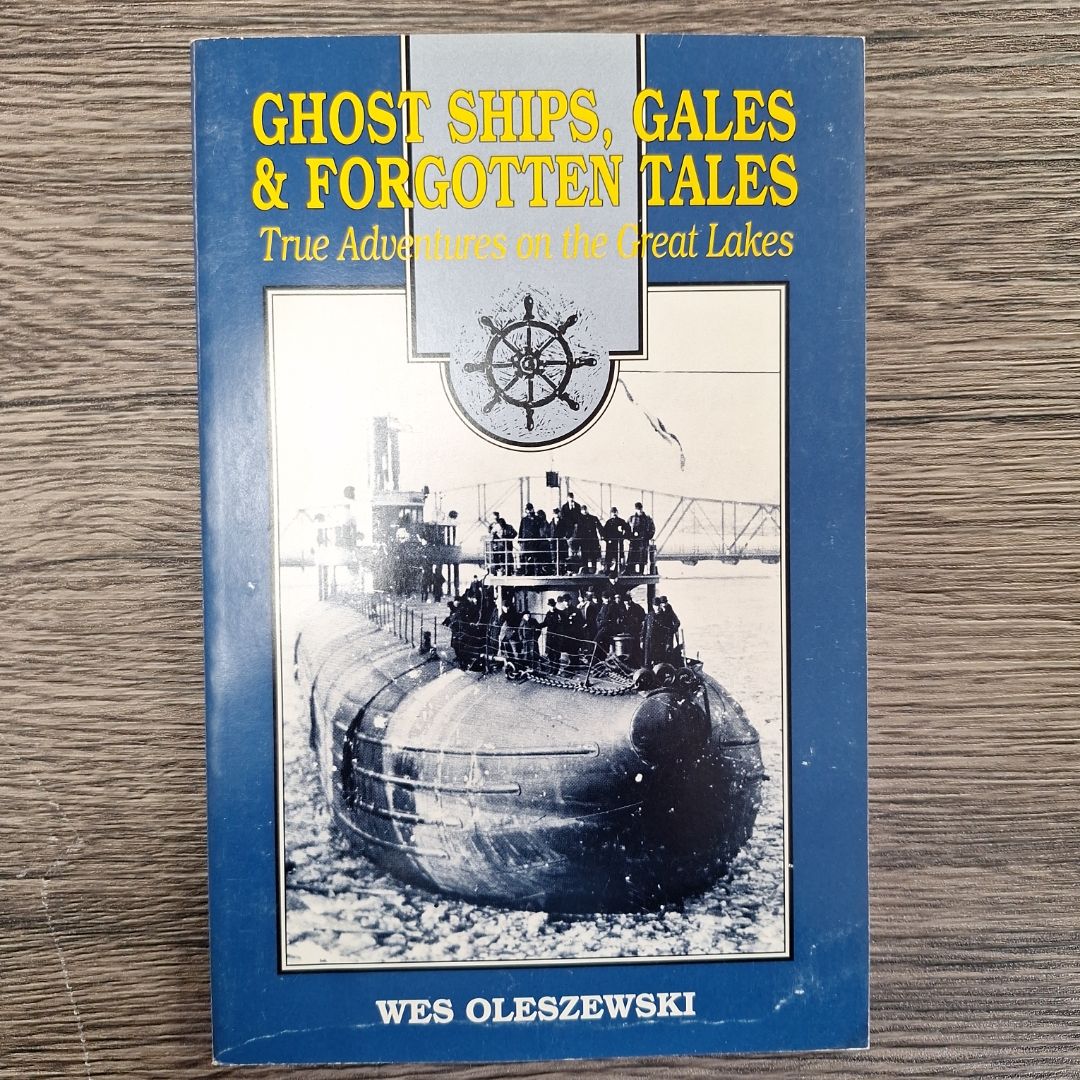 GHOST SHIPS, GALES
& FORGOTTEN TALES
True Adventures on the Great Lakes
WES OLESZEWSKI